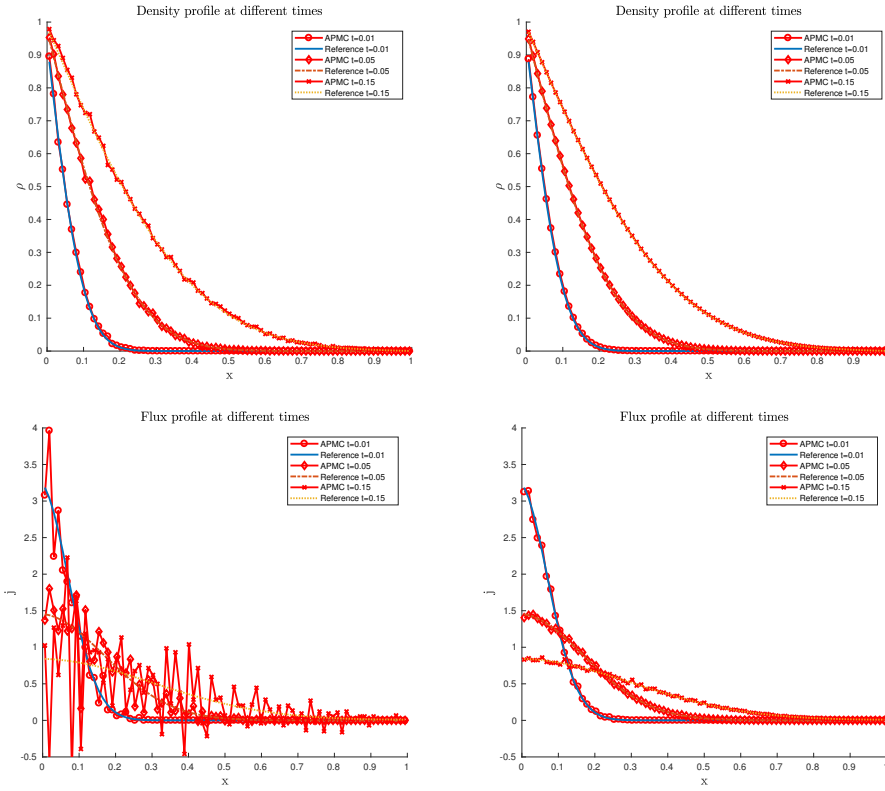 Density profile at different times
APMC t=0.01
Reference t=0.01
APMC t=0.05
Reference t=0.05
APMC t=0.15
Reference t=0.15
1
0.9
0.8
0.7
0.6
0.5
0.4
0.3
0.2
0.1
0
ρ
0.1 0.2 0.3 0.4 0.5 0.6 0.7 0.8 0.9 1
x
Density profile at different times
APMC t=0.01
Reference t=0.01
APMC t=0.05
Reference t=0.05
APMC t=0.15
Reference t=0.15
1
0.9
0.8
0.7
0.6
0.5
0.4
0.3
0.2
0.1
0
ρ
0 0.1 0.2 0.3 0.4 0.5 0.6 0.7 0.8 0.9
x
Flux profile at different times
APMC t=0.01
Reference t=0.01
APMC t=0.05
Reference t=0.05
APMC t=0.15
Reference t=0.15
4
3.5
3
2.5
2
1.5
1
0.5
0
-0.5
j
0 0.1 0.2 0.3 0.4 0.5 0.6 0.7 0.8 0.9 1
x
Flux profile at different times
APMC t=0.01
Reference t=0.01
APMC t=0.05
Reference t=0.05
APMC t=0.15
Reference t=0.15
4
3.5
3
2.5
2
1.5
1
0.5
0
-0.5
j
0 0.1 0.2 0.3 0.4 0.5 0.6 0.7 0.8 0.9 1
x